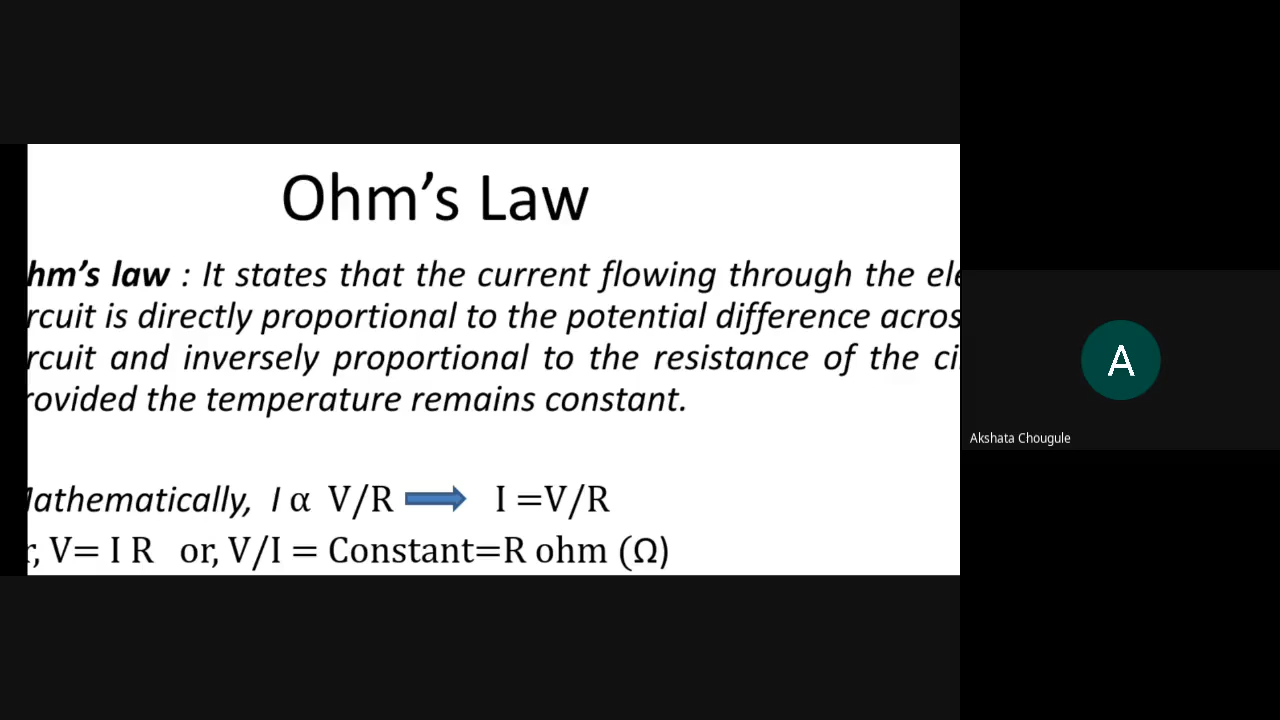 Ohm's Law
hm's law : It states that the current flowing through the ele
rcuit is directly proportional to the potential difference acros
rcuit and inversely proportional to the resistance of the ci
rovided the temperature remains constant.
A
Akshata Chougule
Mathematically, I α V/R I =V/R
r, V= I R or, V/I = Constant=R ohm (Ω)